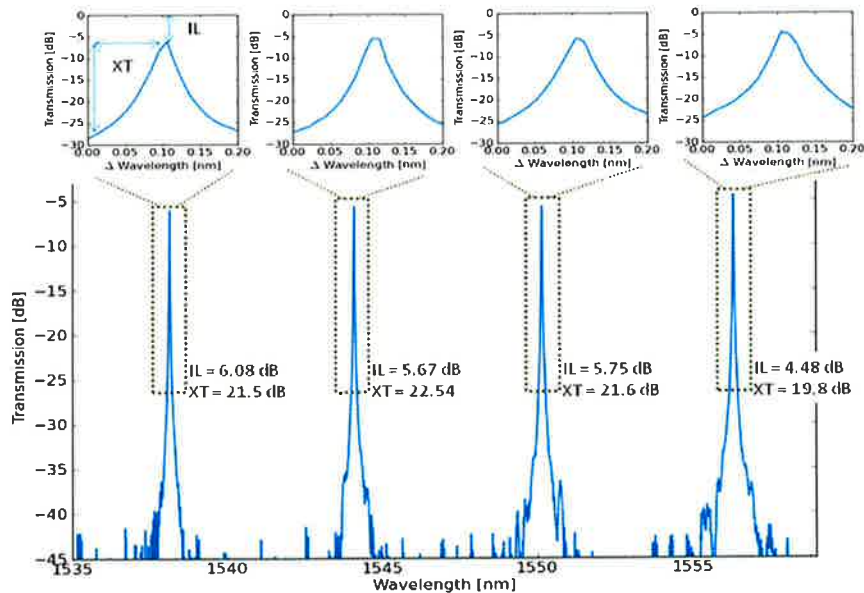 0
−5
−10
−15
−20
−25
−30
Transmission [dB]
IL
XT
0.00 0.05 0.10 0.15 0.20
Δ Wavelength [nm]
0
−5
−10
−15
−20
−25
−30
Transmission [dB]
0.00 0.05 0.10 0.15 0.20
Δ Wavelength [nm]
0
−5
−10
−15
−20
−25
−30
Transmission [dB]
0.00 0.05 0.10 0.15 0.20
Δ Wavelength [nm]
0
−5
−10
−15
−20
−25
−30
Transmission [dB]
0.00 0.05 0.10 0.15 0.20
Δ Wavelength [nm]
−5
−10
−15
−20
−25
−30
−35
−40
−45
Transmission [dB]
IL = 6.08 dB
XT = 21.5 dB
IL = 5.67 dB
XT = 22.54
IL = 5.75 dB
XT = 21.6 dB
IL = 4.48 dB
XT = 19.8 dB
1535 1540 1545 1550 1555
Wavelength [nm]